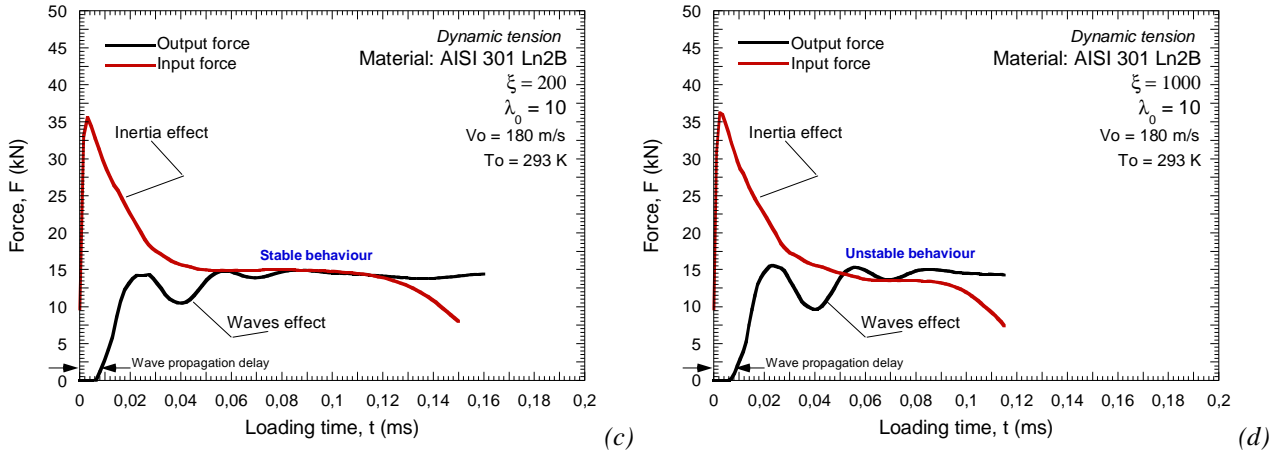 50
45
40
35
30
25
20
15
10
5
0
Force, F (kN)
Output force
Input force
Dynamic tension
Material: AISI 301 Ln2B
ξ = 200
λ0 = 10
Vo = 180 m/s
To = 293 K
Inertia effect
Stable behaviour
Waves effect
Wave propagation delay
0 0,02 0,04 0,06 0,08 0,1 0,12 0,14 0,16 0,18 0,2
Loading time, t (ms)
(c)
50
45
40
35
30
25
20
15
10
5
0
Force, F (kN)
Output force
Input force
Dynamic tension
Material: AISI 301 Ln2B
ξ = 1000
λ0 = 10
Vo = 180 m/s
To = 293 K
Inertia effect
Unstable behaviour
Waves effect
Wave propagation delay
0 0,02 0,04 0,06 0,08 0,1 0,12 0,14 0,16 0,18 0,2
Loading time, t (ms)
(d)